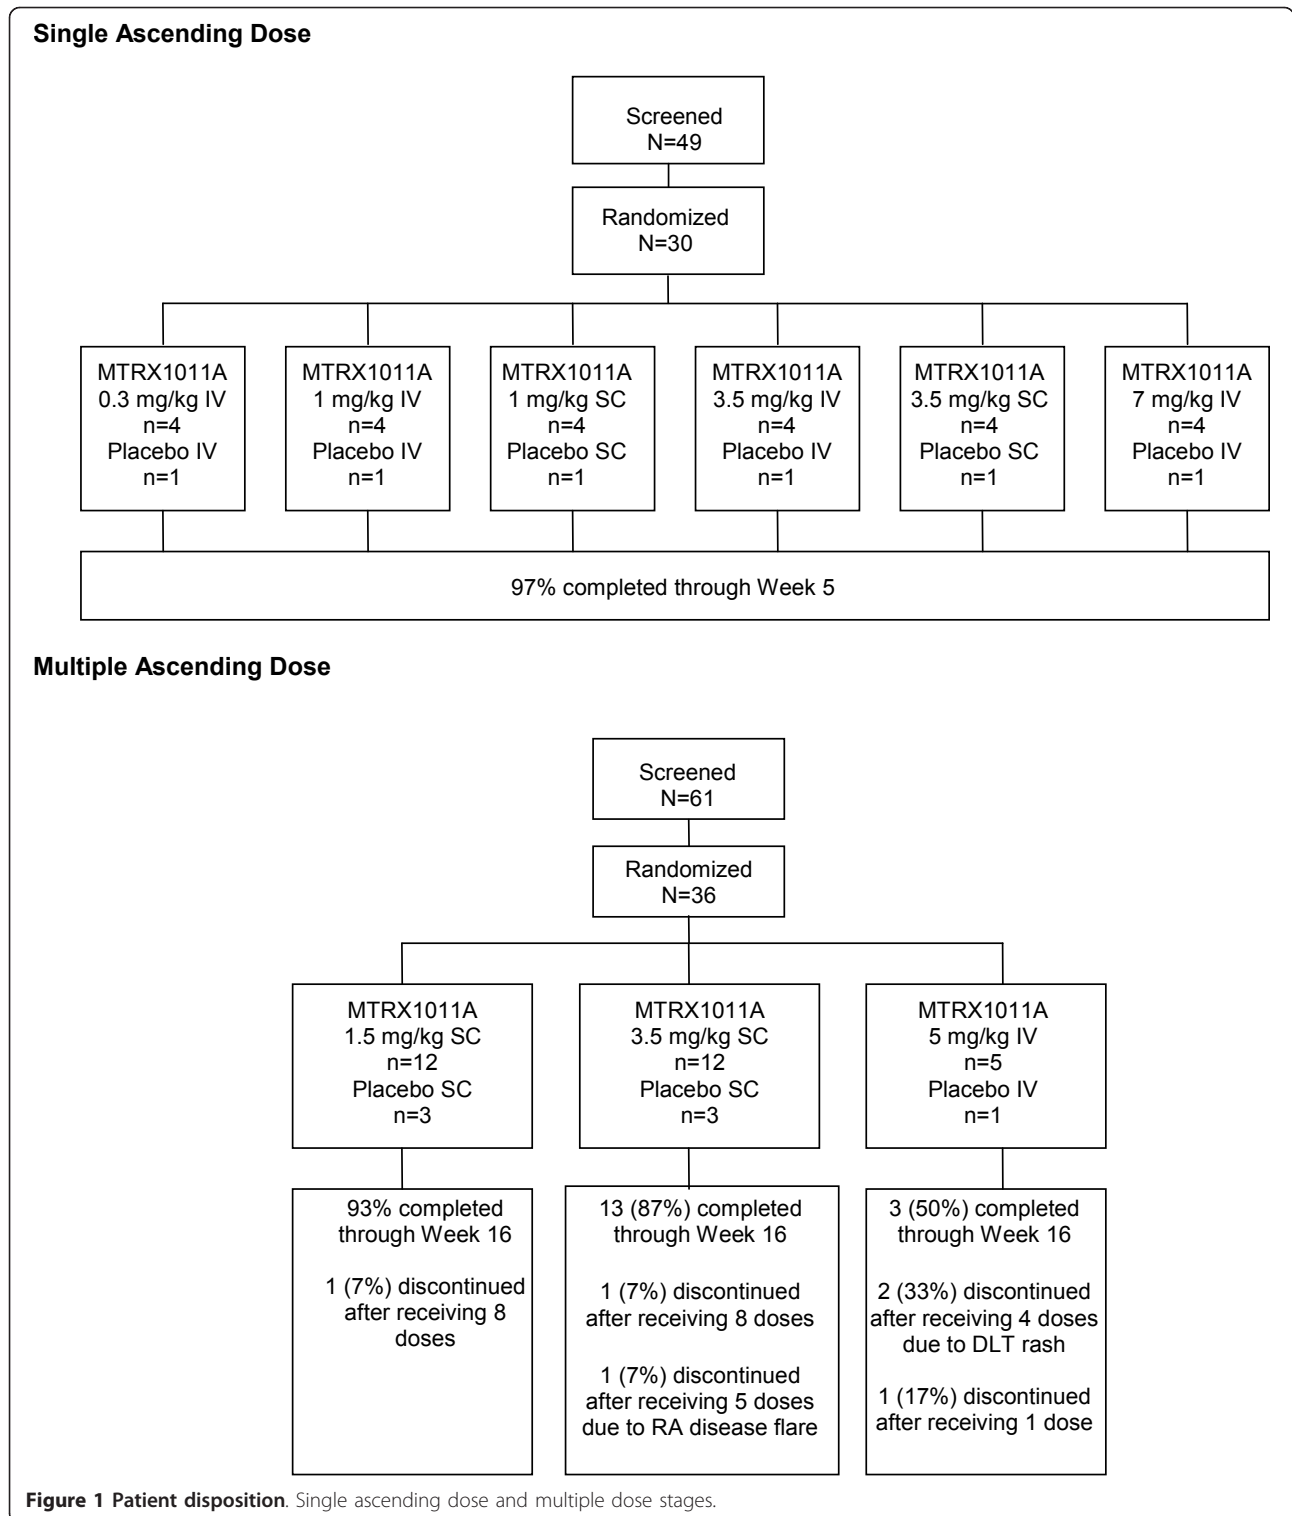 Single Ascending Dose
Screened
N=49
Randomized
N=30
MTRX1011A
0.3 mg/kg IV
n=4
Placebo IV
n=1
MTRX1011A
1 mg/kg IV
n=4
Placebo IV
n=1
MTRX1011A
1 mg/kg SC
n=4
Placebo SC
n=1
MTRX1011A
3.5 mg/kg IV
n=4
Placebo IV
n=1
MTRX1011A
3.5 mg/kg SC
n=4
Placebo SC
n=1
MTRX1011A
7 mg/kg IV
n=4
Placebo IV
n=1
97% completed through Week 5
Multiple Ascending Dose
Screened
N=61
Randomized
N=36
MTRX1011A
1.5 mg/kg SC
n=12
Placebo SC
n=3
MTRX1011A
3.5 mg/kg SC
n=12
Placebo SC
n=3
MTRX1011A
5 mg/kg IV
n=5
Placebo IV
n=1
93% completed
through Week 16
1 (7%) discontinued
after receiving 8
doses
13 (87%) completed
through Week 16
1 (7%) discontinued
after receiving 8 doses
1 (7%) discontinued
after receiving 5 doses
due to RA disease flare
3 (50%) completed
through Week 16
2 (33%) discontinued
after receiving 4 doses
due to DLT rash
1 (17%) discontinued
after receiving 1 dose
Figure 1 Patient disposition. Single ascending dose and multiple dose stages.